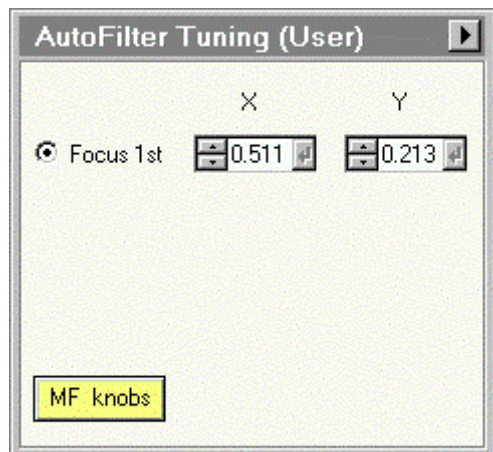 AutoFilter Tuning (User)
X Y
Focus 1st 0.511 0.213
MF knobs